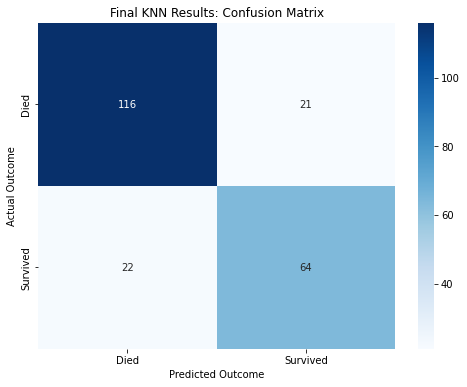 Final KNN Results: Confusion Matrix
Actual Outcome
Died
116
21
Survived
22
64
Died
Survived
Predicted Outcome
100
80
60
40